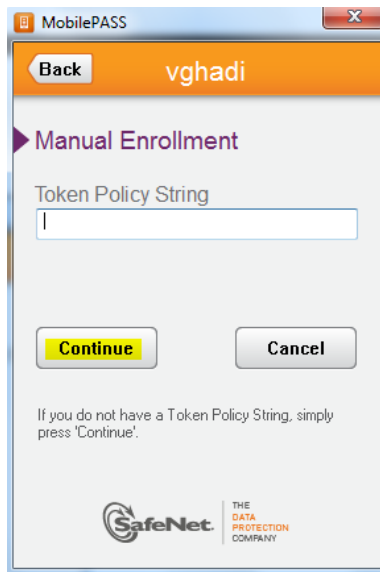 MobilePASS
Back
vghadi
Manual Enrollment
Token Policy String
Continue
Cancel
If you do not have a Token Policy String, simply
press 'Continue'.
SafeNet.
THE
DATA
PROTECTION
COMPANY